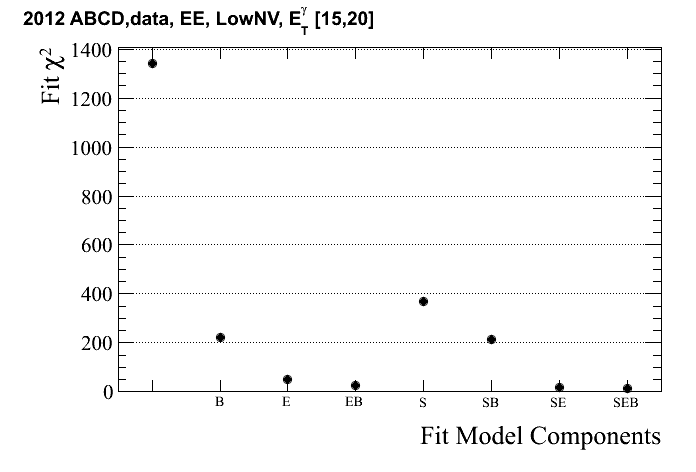 2012 ABCD,data, EE, LowNV, E_T^γ [15,20]
Fit χ²
1400
1200
1000
800
600
400
200
0
B E EB S SB SE SEB
Fit Model Components